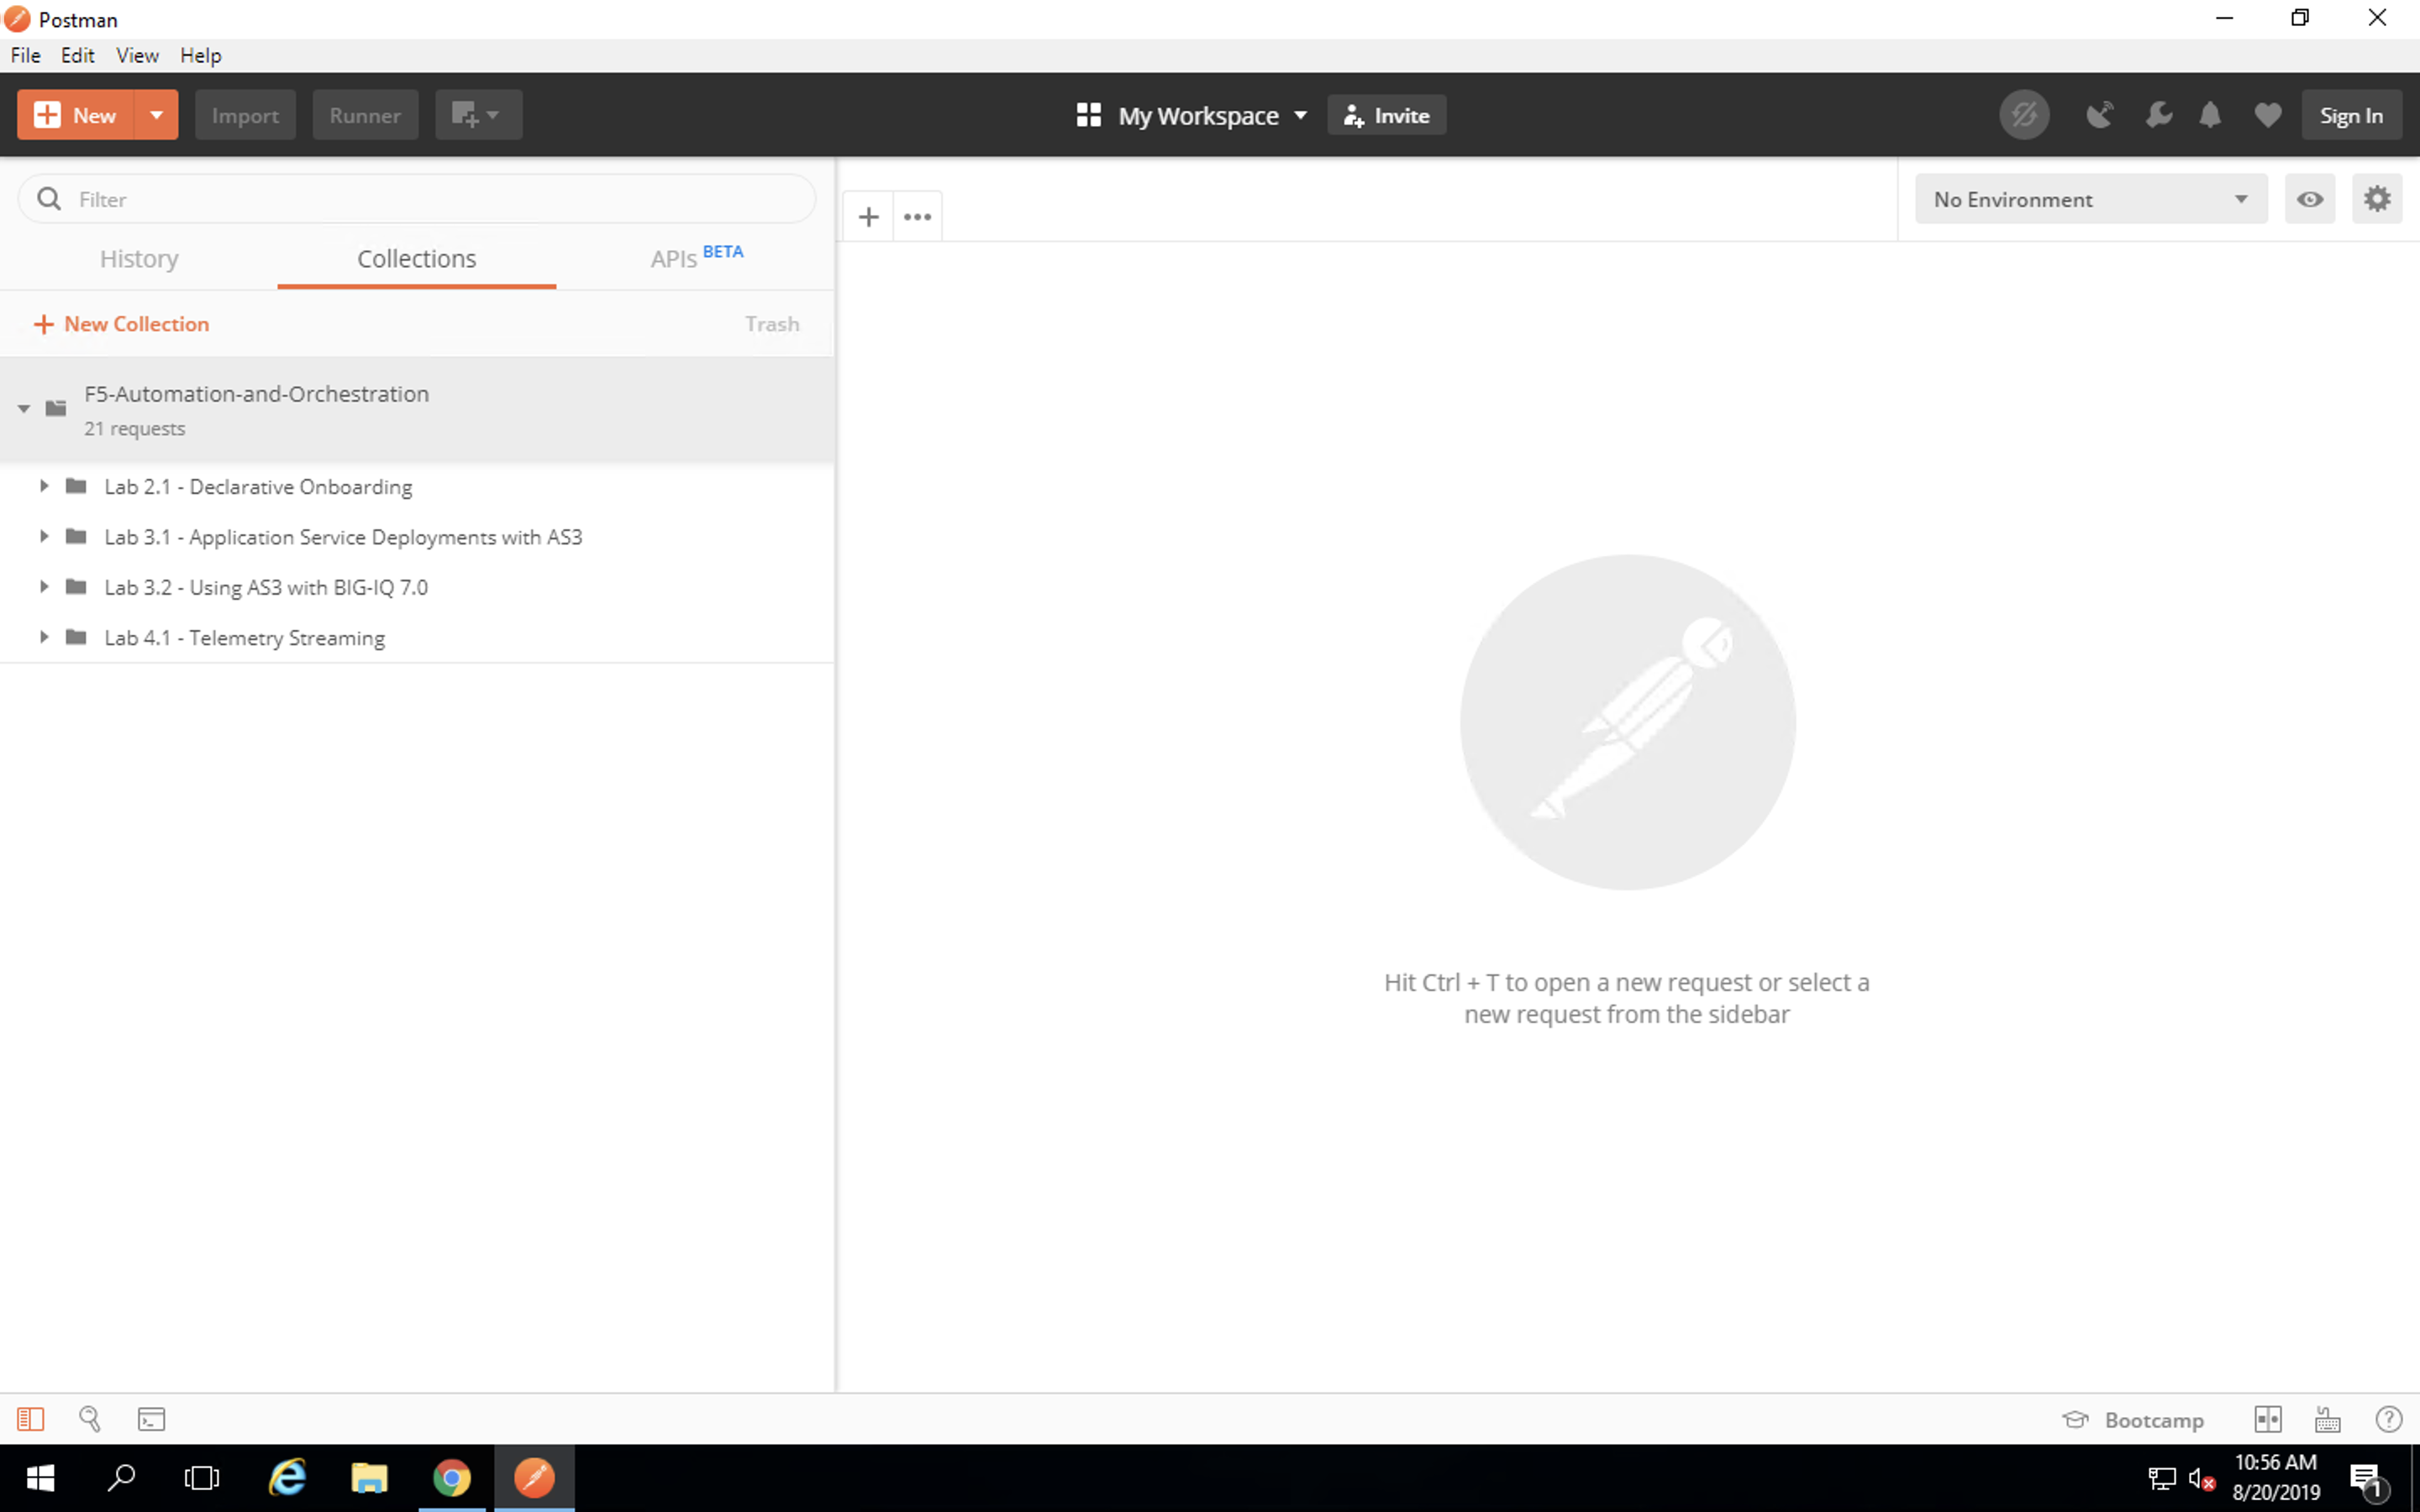 Postman
File Edit View Help
New Import Runner My Workspace Invite Sign In
Filter
No Environment
History Collections APIs BETA
New Collection Trash
F5-Automation-and-Orchestration
21 requests
Lab 2.1 - Declarative Onboarding
Lab 3.1 - Application Service Deployments with AS3
Lab 3.2 - Using AS3 with BIG-IQ 7.0
Lab 4.1 - Telemetry Streaming
Hit Ctrl + T to open a new request or select a
new request from the sidebar
Bootcamp
10:56 AM
8/20/2019
1